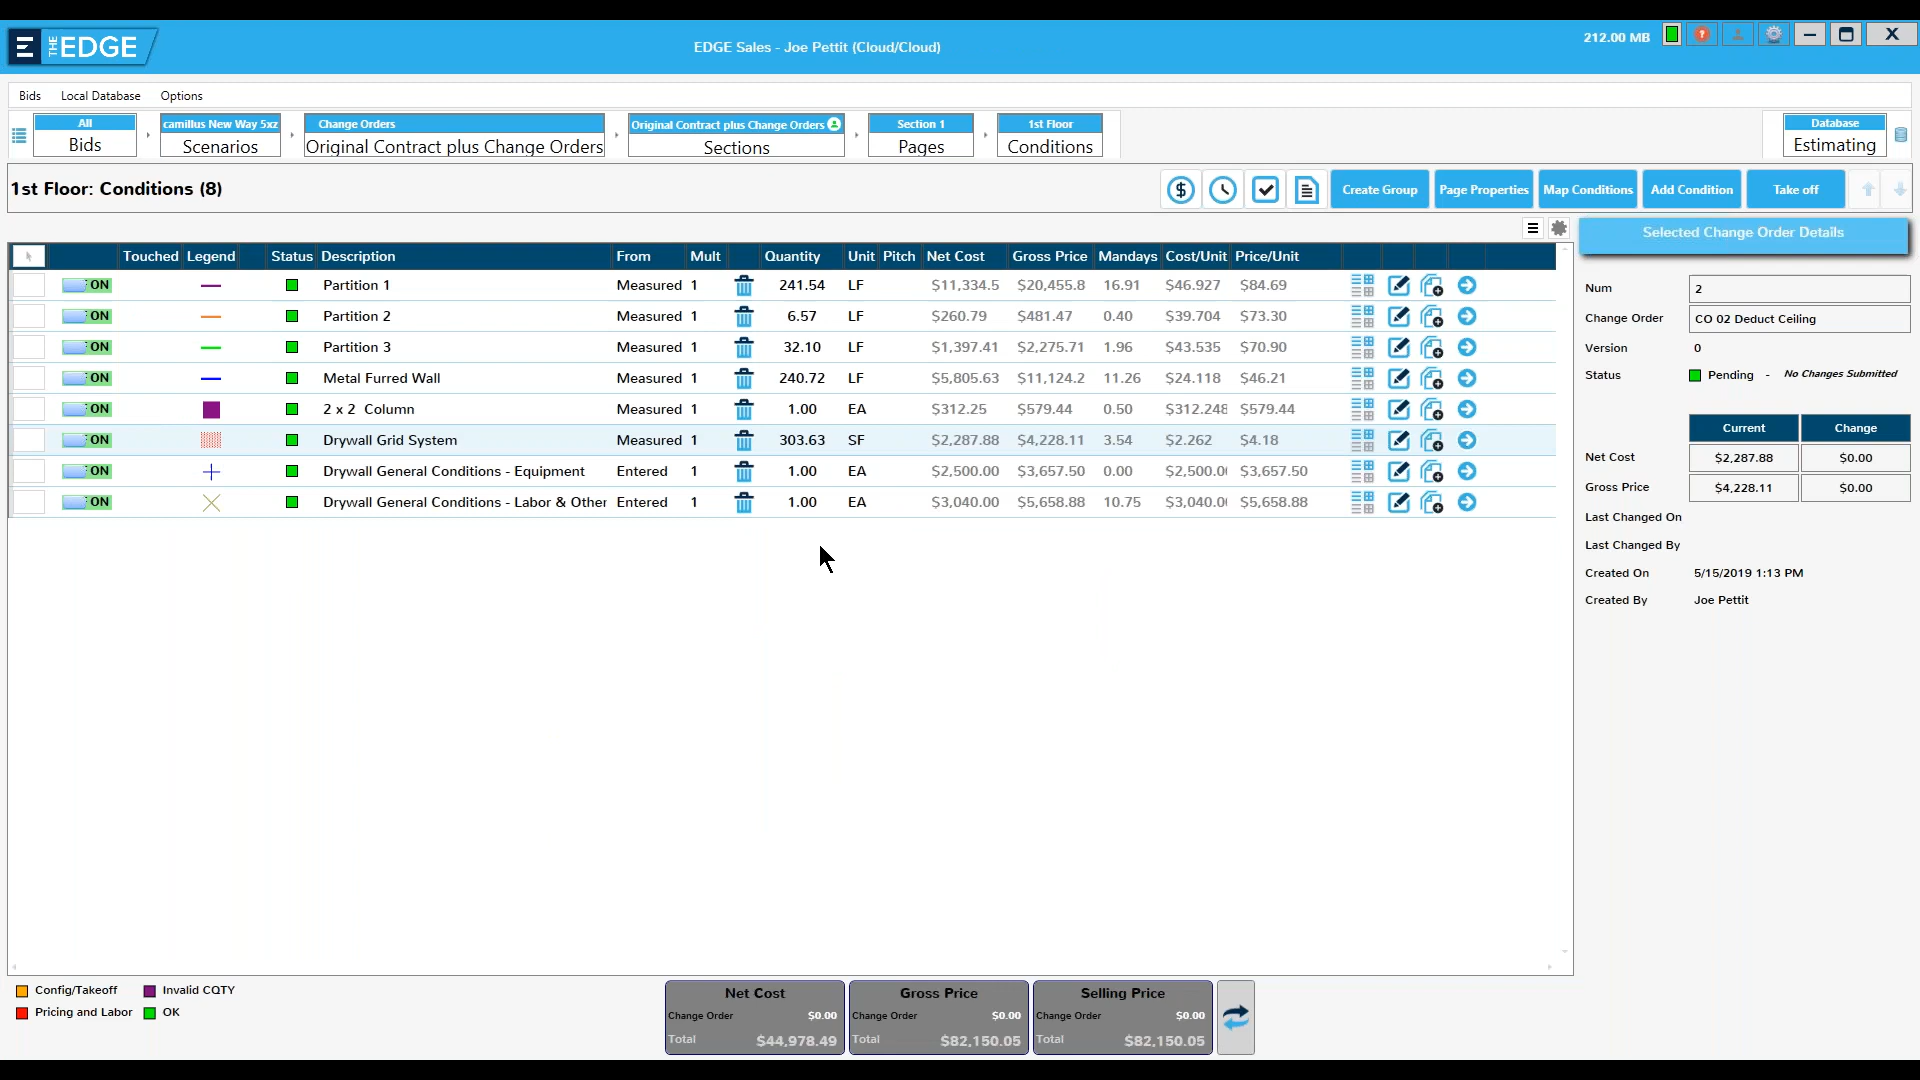 THE EDGE
EDGE Sales - Joe Pettit (Cloud/Cloud)
212.00 MB
Bids Local Database Options
All
Bids
camillus New Way 5xz
Scenarios
Change Orders
Original Contract plus Change Orders
Original Contract plus Change Orders
Sections
Section 1
Pages
1st Floor
Conditions
Database
Estimating
1st Floor: Conditions (8)
Create Group Page Properties Map Conditions Add Condition Take off
Touched Legend Status Description From Mult Quantity Unit Pitch Net Cost Gross Price Mandays Cost/Unit Price/Unit
ON Partition 1 Measured 1 241.54 LF $11,334.5 $20,455.8 16.91 $46.927 $84.69
ON Partition 2 Measured 1 6.57 LF $260.79 $481.47 0.40 $39.704 $73.30
ON Partition 3 Measured 1 32.10 LF $1,397.41 $2,275.71 1.96 $43.535 $70.90
ON Metal Furred Wall Measured 1 240.72 LF $5,805.63 $11,124.2 11.26 $24.118 $46.21
ON 2 x 2 Column Measured 1 1.00 EA $312.25 $579.44 0.50 $312.248 $579.44
ON Drywall Grid System Measured 1 303.63 SF $2,287.88 $4,228.11 3.54 $2.262 $4.18
ON Drywall General Conditions - Equipment Entered 1 1.00 EA $2,500.00 $3,657.50 0.00 $2,500.0 $3,657.50
ON Drywall General Conditions - Labor & Other Entered 1 1.00 EA $3,040.00 $5,658.88 10.75 $3,040.0 $5,658.88
Selected Change Order Details
Num 2
Change Order CO 02 Deduct Ceiling
Version 0
Status Pending - No Changes Submitted
Current Change
Net Cost $2,287.88 $0.00
Gross Price $4,228.11 $0.00
Last Changed On
Last Changed By
Created On 5/15/2019 1:13 PM
Created By Joe Pettit
Config/Takeoff Invalid CQTY
Pricing and Labor OK
Net Cost
Change Order $0.00
Total $44,978.49
Gross Price
Change Order $0.00
Total $82,150.05
Selling Price
Change Order $0.00
Total $82,150.05